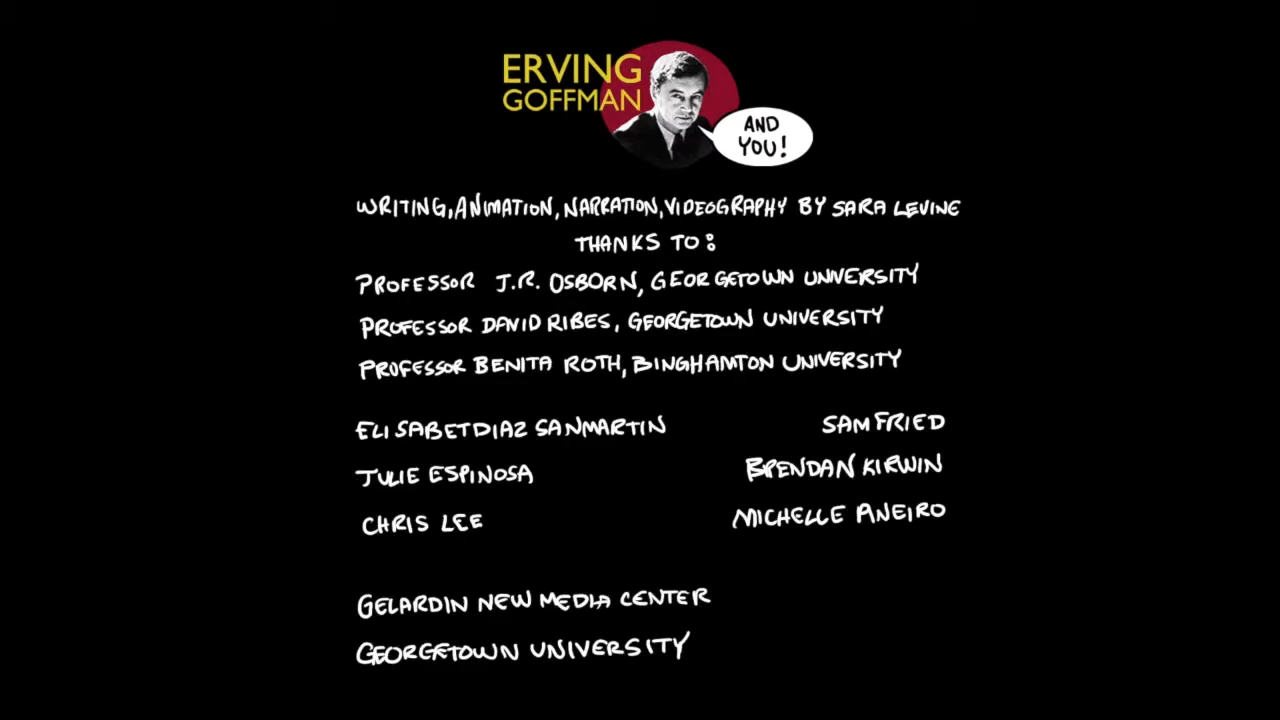 ERVING
GOFFMAN
AND
YOU!
WRITING, ANIMATION, NARRATION, VIDEOGRAPHY BY SARA LEVINE
THANKS TO:
PROFESSOR J.R. OSBORN, GEORGETOWN UNIVERSITY
PROFESSOR DAVID RIBES, GEORGETOWN UNIVERSITY
PROFESSOR BENITA ROTH, BINGHAMTON UNIVERSITY
ELISABET DIAZ SANMARTIN SAM FRIED
JULIE ESPINOSA BRENDAN KIRWIN
CHRIS LEE MICHELLE ANEIRO
GELARDIN NEW MEDIA CENTER
GEORGETOWN UNIVERSITY